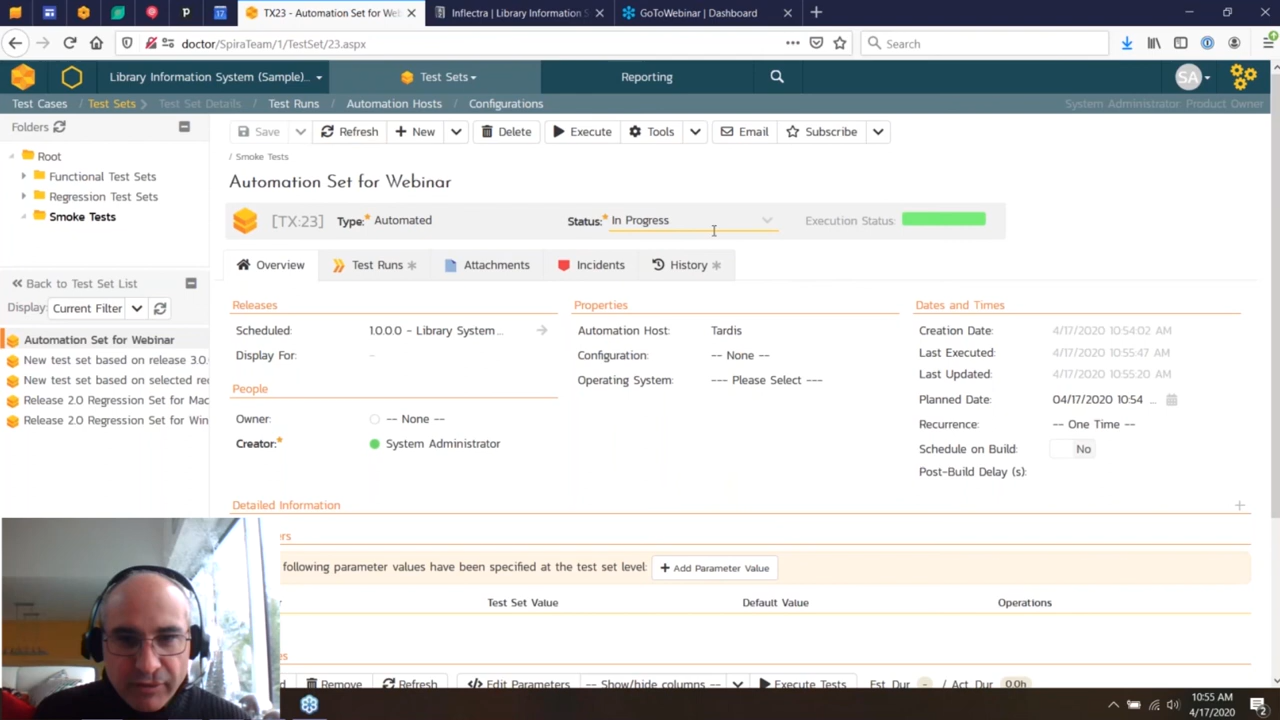 TX23 - Automation Set for Web
Inflectra | Library Information S
GoToWebinar | Dashboard
doctor/SpiraTeam/1/TestSet/23.aspx
Search
Library Information System (Sample)...
Test Sets
Reporting
SA
Test Cases
Test Sets
Test Set Details
Test Runs
Automation Hosts
Configurations
System Administrator
Product Owner
Folders
Save
Refresh
New
Delete
Execute
Tools
Email
Subscribe
Root
Functional Test Sets
Regression Test Sets
Smoke Tests
/ Smoke Tests
Automation Set for Webinar
[TX:23]
Type:* Automated
Status:* In Progress
Execution Status:
Overview
Test Runs
Attachments
Incidents
History
Back to Test Set List
Display: Current Filter
Automation Set for Webinar
New test set based on release 3.0.
New test set based on selected rec
Release 2.0 Regression Set for Mac
Release 2.0 Regression Set for Win
Releases
Scheduled: 1.0.0.0 - Library System...
Display For: -
People
Owner: -- None --
Creator:* System Administrator
Properties
Automation Host: Tardis
Configuration: -- None --
Operating System: --- Please Select ---
Dates and Times
Creation Date: 4/17/2020 10:54:02 AM
Last Executed: 4/17/2020 10:55:47 AM
Last Updated: 4/17/2020 10:55:20 AM
Planned Date: 04/17/2020 10:54 ...
Recurrence: -- One Time --
Schedule on Build: No
Post-Build Delay (s):
Detailed Information
following parameter values have been specified at the test set level:
Add Parameter Value
Test Set Value
Default Value
Operations
Remove
Refresh
Edit Parameters
-- Show/hide columns --
Execute Tests
Est. Dur. -
/ Act. Dur. 0.0h
10:55 AM
4/17/2020
2